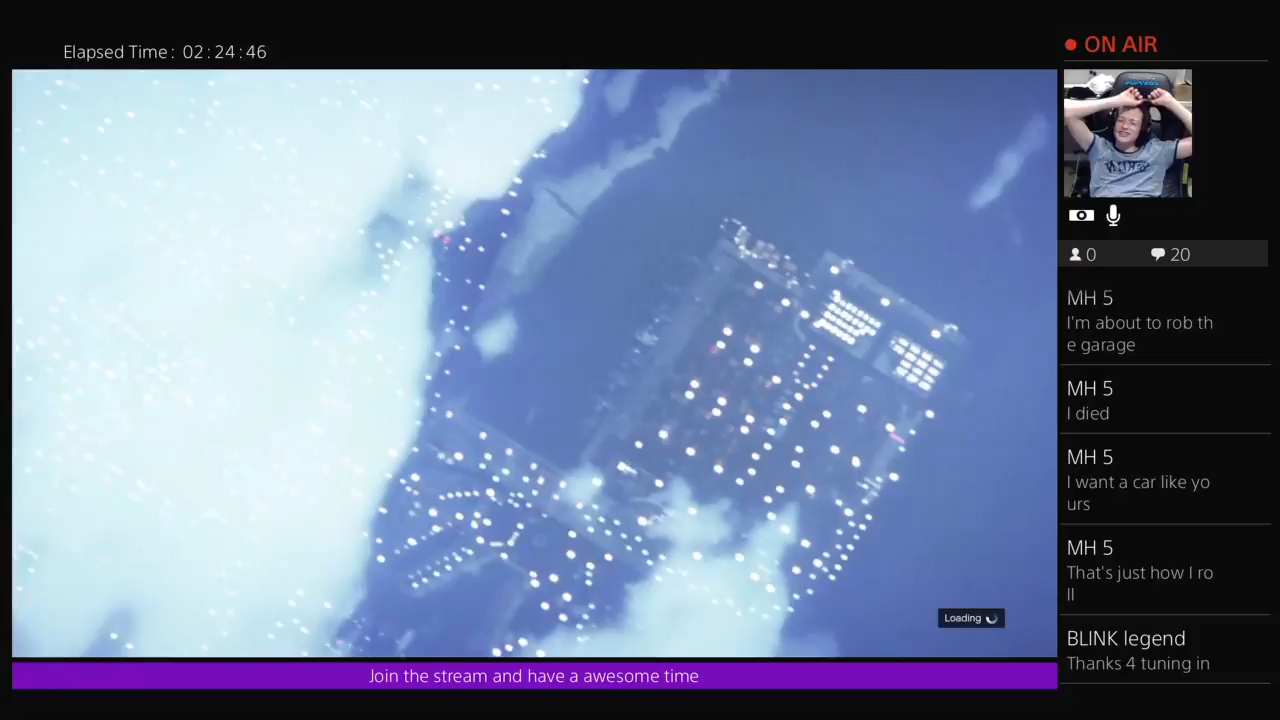 Elapsed Time: 02:24:46
ON AIR
0 20
MH 5
I'm about to rob th
e garage
MH 5
I died
MH 5
I want a car like yo
urs
MH 5
That's just how I ro
ll
BLINK legend
Thanks 4 tuning in
Loading
Join the stream and have a awesome time